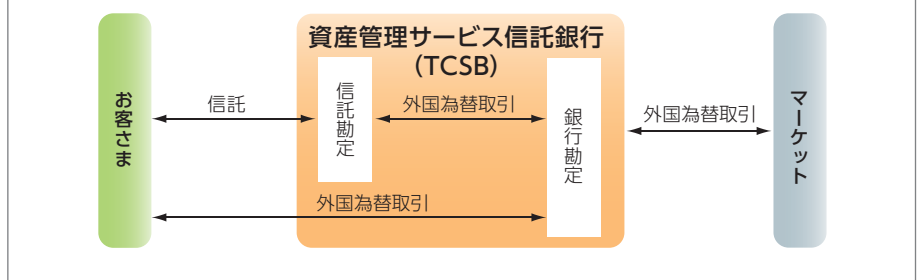 資産管理サービス信託銀行
(TCSB)
お客さま
信託
信託勘定
外国為替取引
銀行勘定
外国為替取引
マーケット
外国為替取引